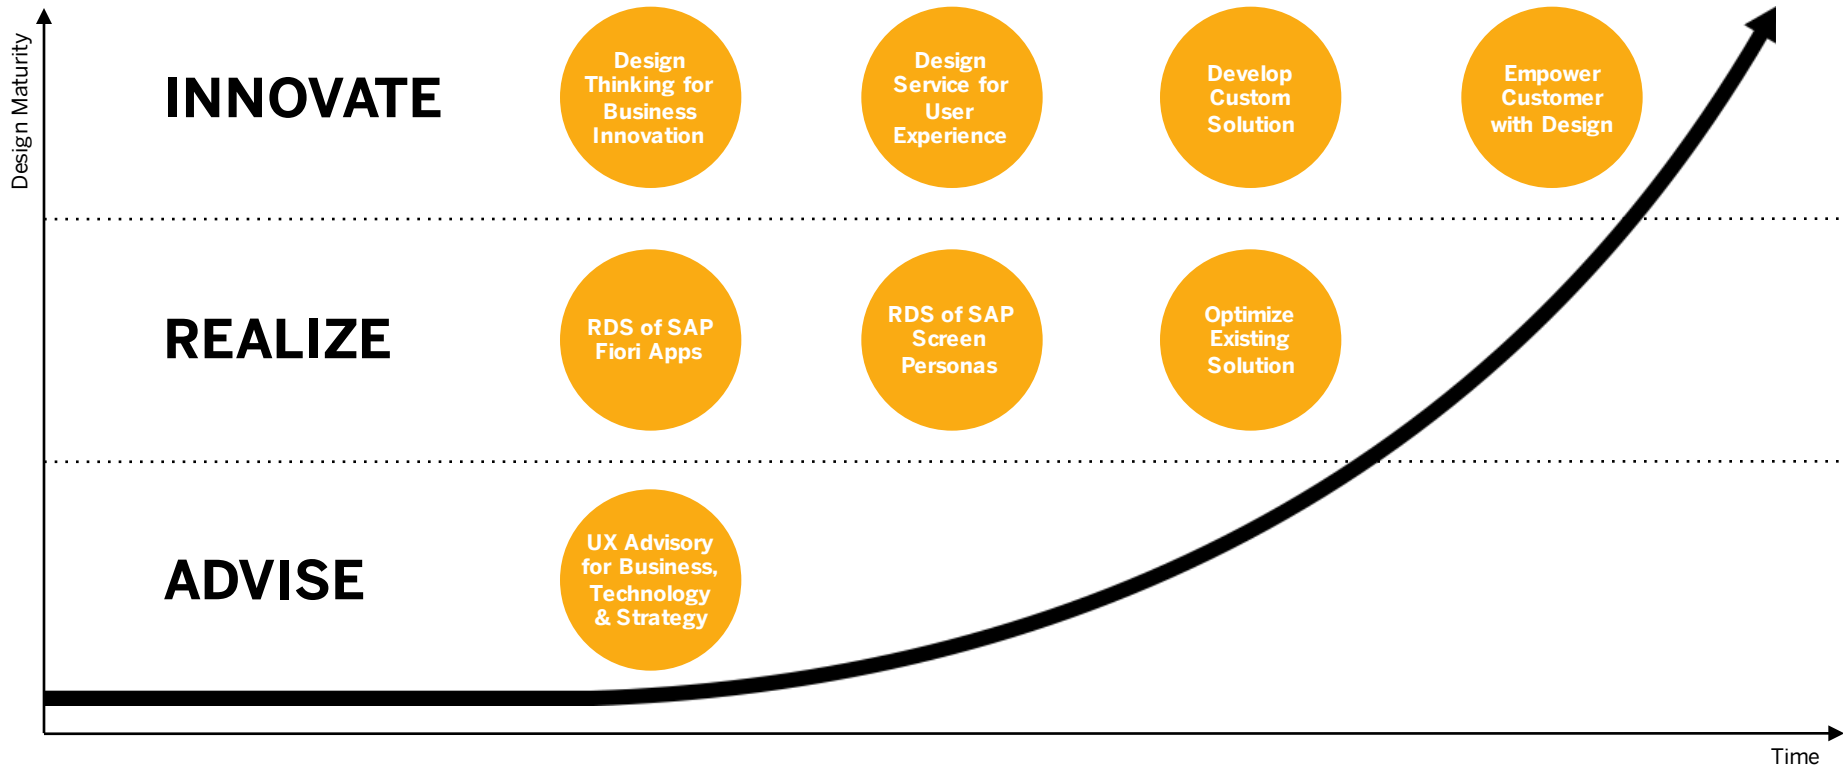 Design Maturity
INNOVATE
Design
Thinking for
Business
Innovation
Design
Service for
User
Experience
Develop
Custom
Solution
Empower
Customer
with Design
REALIZE
RDS of SAP
Fiori Apps
RDS of SAP
Screen
Personas
Optimize
Existing
Solution
ADVISE
UX Advisory
for Business,
Technology
& Strategy
Time